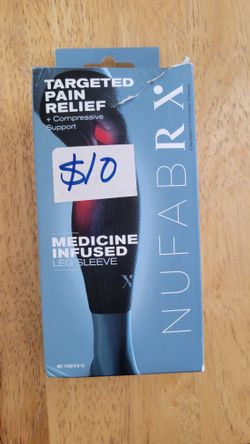 TARGETED
PAIN
RELIEF
+ Compressive
Support
$10
MEDICINE
INFUSED
LEG SLEEVE
X
NUFABRX